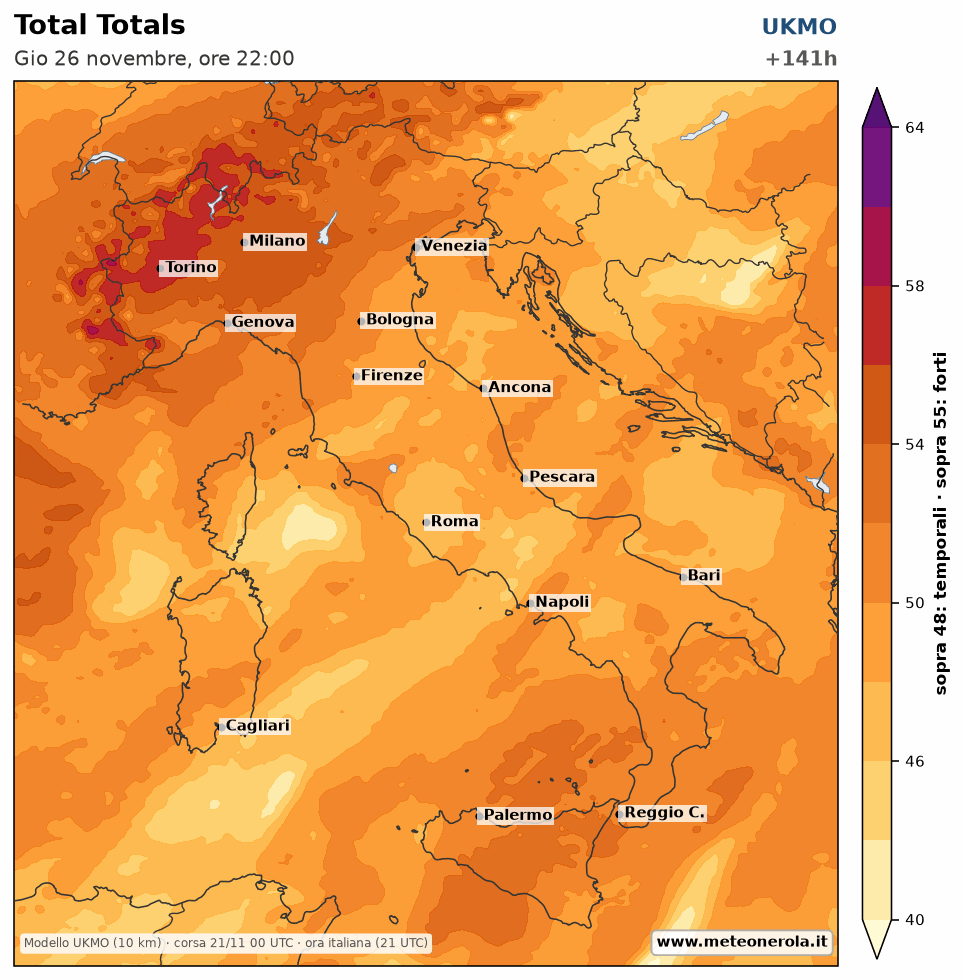 Total Totals
UKMO
Gio 26 novembre, ore 22:00
+141h
64
58
54
50
46
40
sopra 48: temporali · sopra 55: forti
Milano
Venezia
Torino
Genova
Bologna
Firenze
Ancona
Pescara
Roma
Bari
Napoli
Cagliari
Palermo
Reggio C.
Modello UKMO (10 km) · corsa 21/11 00 UTC · ora italiana (21 UTC)
www.meteonerola.it